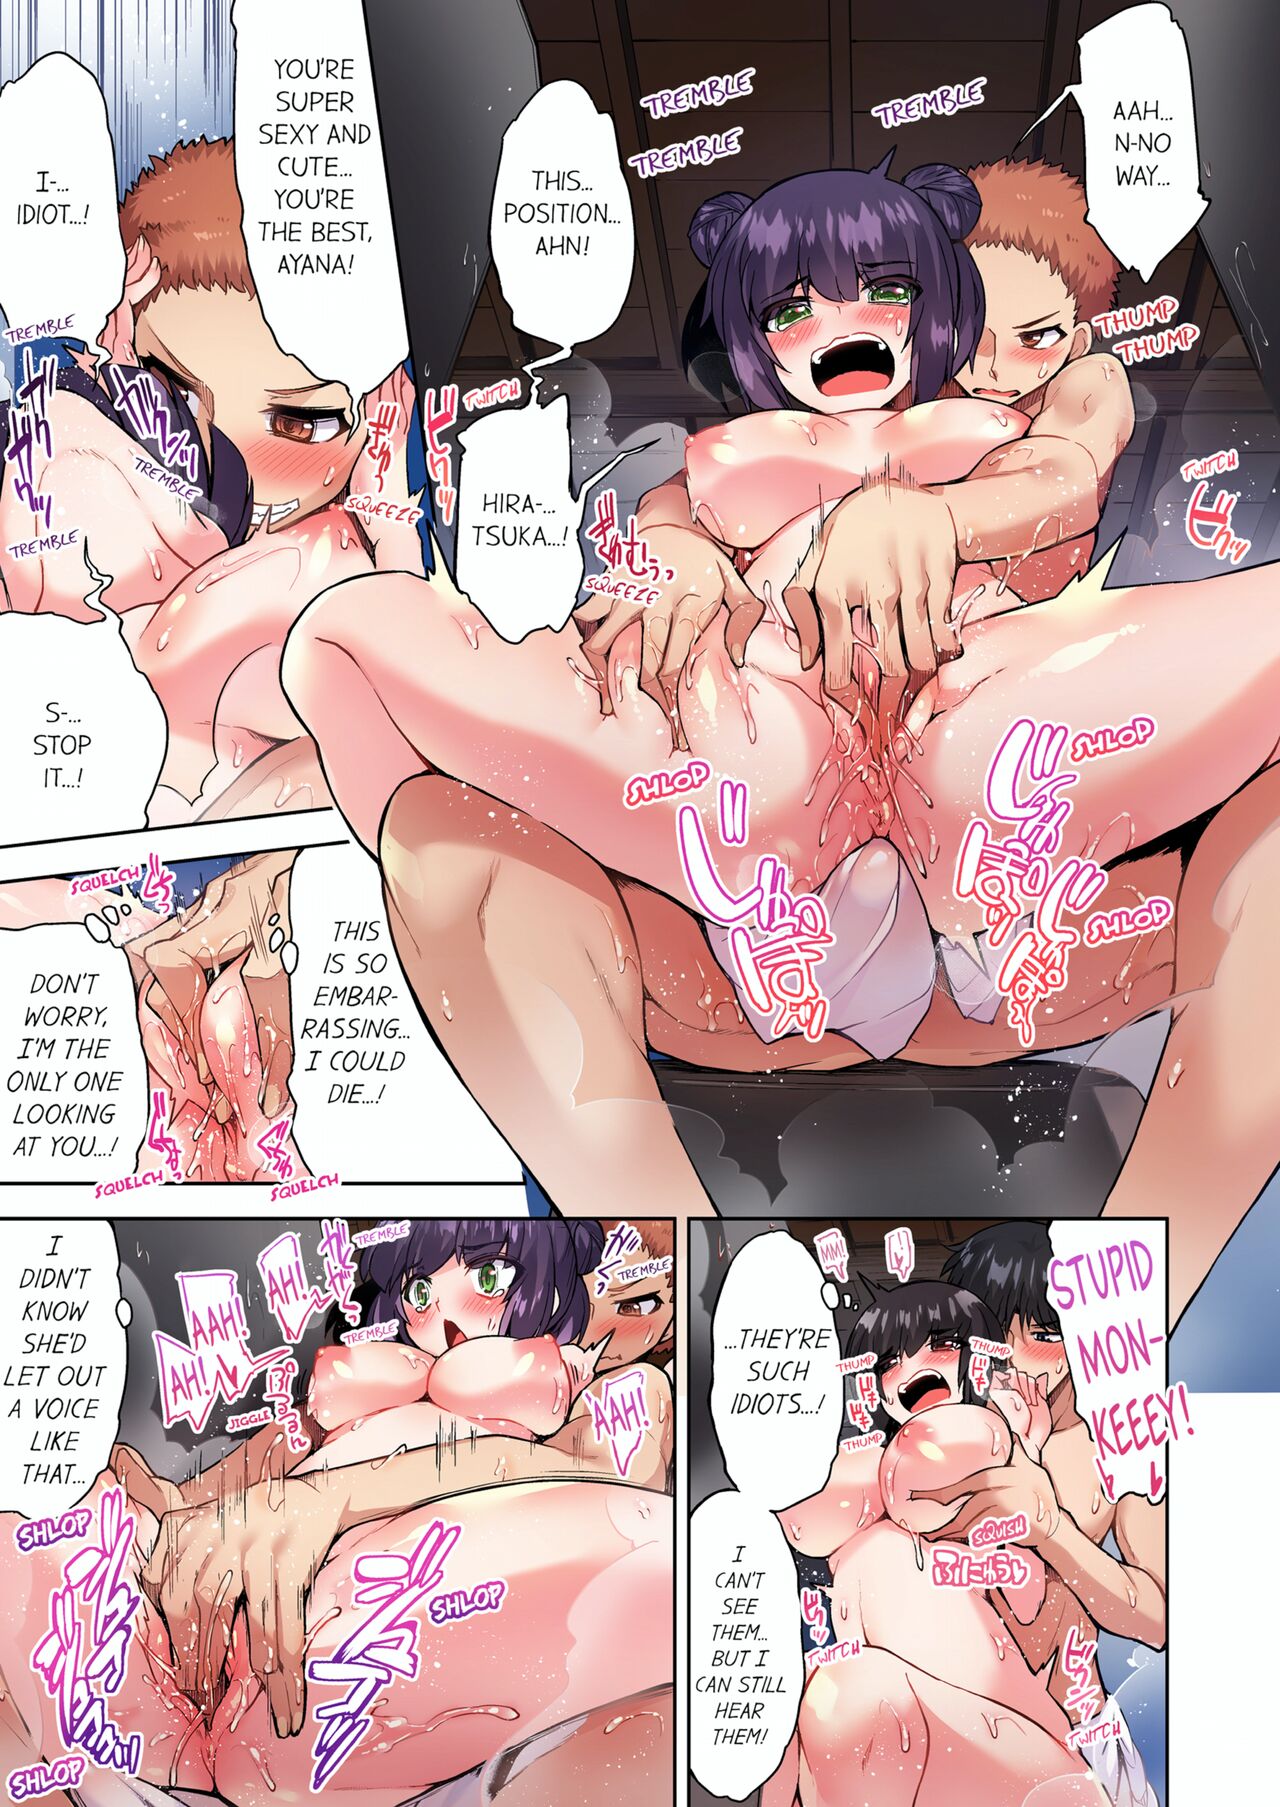 AAH...
N-NO
WAY...
TREMBLE
TREMBLE
TREMBLE
THUMP
THUMP
THIS...
POSITION...
AHN!
HIRA-...
TSUKA...!
TWITCH
TWITCH
SQUEEZE
SHLOP
SHLOP
SHLOP
YOU'RE
SUPER
SEXY AND
CUTE...
YOU'RE
THE BEST,
AYANA!
I-...
IDIOT...!
TREMBLE
TREMBLE
TREMBLE
SQUEEZE
S-...
STOP
IT...!
THIS
IS SO
EMBAR-
RASSING...
I COULD
DIE...!
SQUELCH
SQUELCH
SQUELCH
DON'T
WORRY,
I'M THE
ONLY ONE
LOOKING
AT YOU...!
STUPID
MON-
KEEEY!
MM!
...THEY'RE
SUCH
IDIOTS...!
THUMP
THUMP
THUMP
SQUISH
ふにゅう
TWITCH
TWITCH
I
CAN'T
SEE
THEM...
BUT I
CAN STILL
HEAR
THEM!
TREMBLE
TREMBLE
TREMBLE
AH!
AAH!
AH!
AAH!
JIGGLE
I
DIDN'T
KNOW
SHE'D
LET OUT
A VOICE
LIKE
THAT...
SHLOP
SHLOP
SHLOP